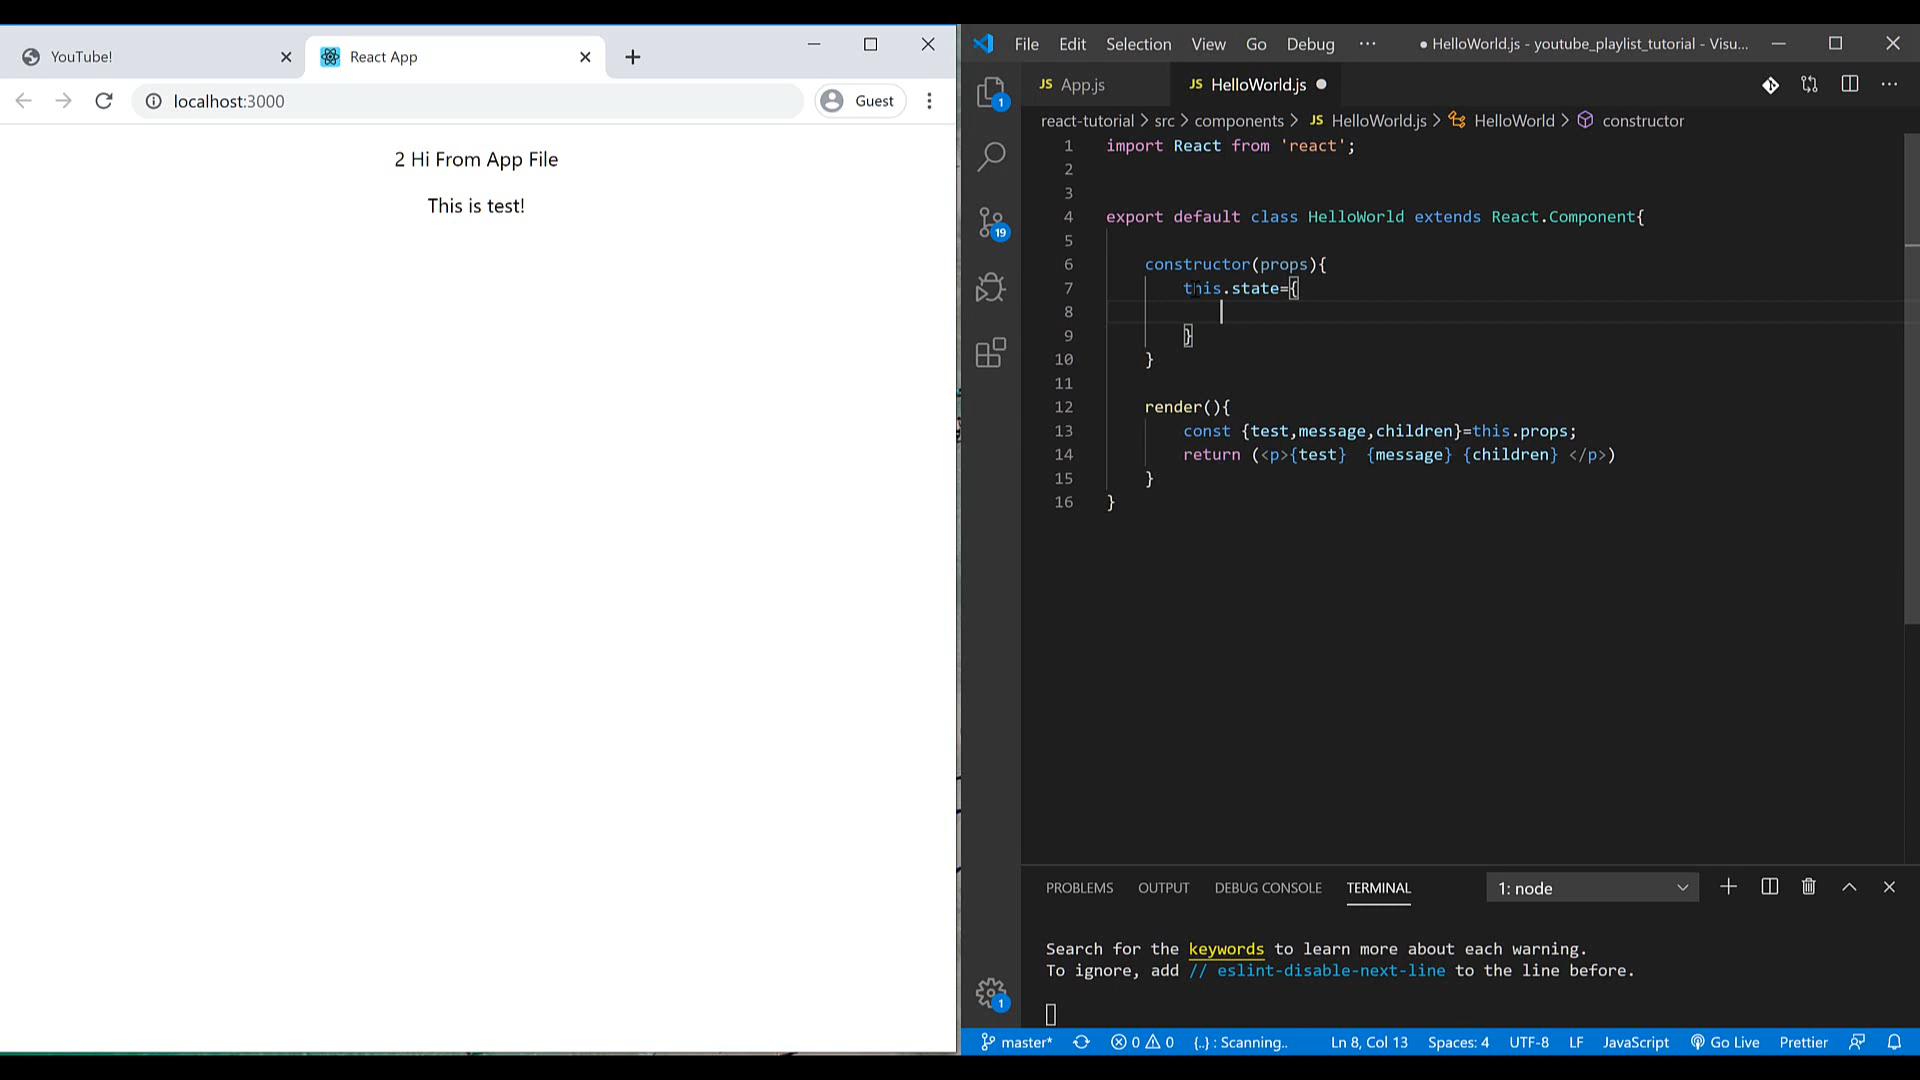 YouTube!
React App
localhost:3000
Guest
2 Hi From App File
This is test!
File Edit Selection View Go Debug ··· ● HelloWorld.js - youtube_playlist_tutorial - Visu...
JS App.js
JS HelloWorld.js ●
react-tutorial > src > components > JS HelloWorld.js > HelloWorld > constructor
1
19
1
1 import React from 'react';
2
3
4 export default class HelloWorld extends React.Component{
5
6 constructor(props){
7 this.state={
8
9 }
10 }
11
12 render(){
13 const {test,message,children}=this.props;
14 return (<p>{test}  {message} {children} </p>)
15 }
16 }
PROBLEMS OUTPUT DEBUG CONSOLE TERMINAL 1: node
Search for the keywords to learn more about each warning.
To ignore, add // eslint-disable-next-line to the line before.
master* 0 0 {..} : Scanning.. Ln 8, Col 13 Spaces: 4 UTF-8 LF JavaScript Go Live Prettier